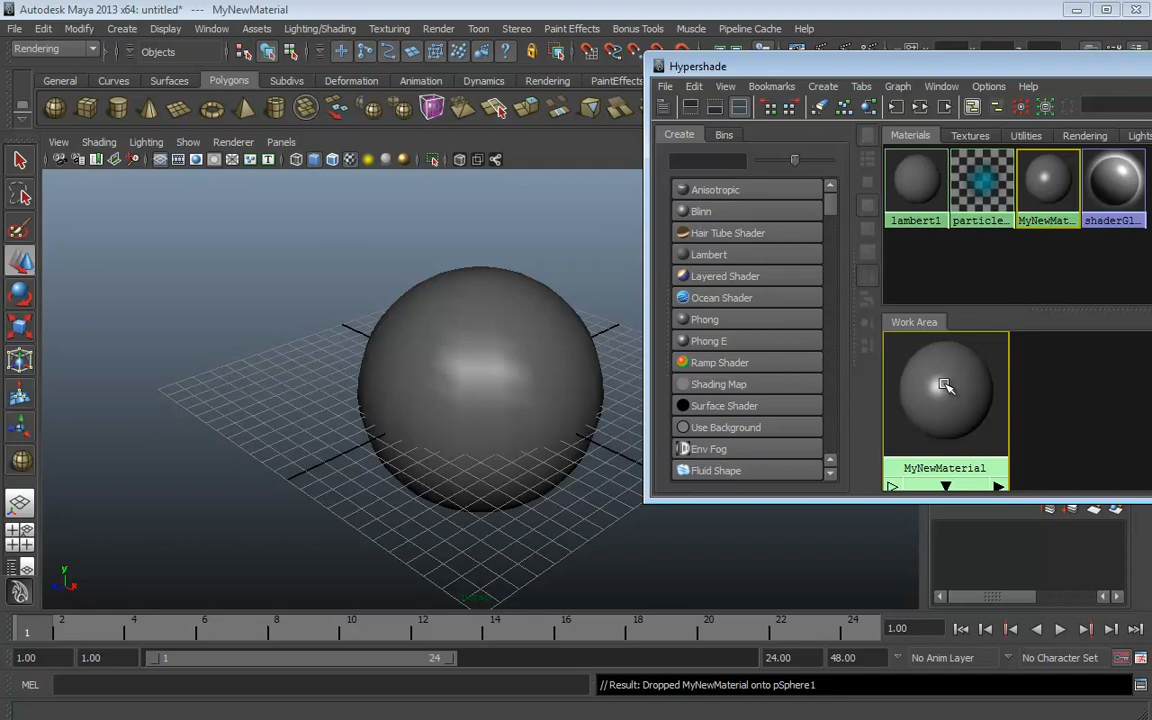 Autodesk Maya 2013 x64: untitled* --- MyNewMaterial
File Edit Modify Create Display Window Assets Lighting/Shading Texturing Render Toon Stereo Paint Effects Bonus Tools Muscle Pipeline Cache Help
Rendering Objects
General Curves Surfaces Polygons Subdivs Deformation Animation Dynamics Rendering PaintEffects
View Shading Lighting Show Renderer Panels
Hypershade
File Edit View Bookmarks Create Tabs Graph Window Options Help
Create Bins
Materials Textures Utilities Rendering Lights
Anisotropic
Blinn
Hair Tube Shader
Lambert
Layered Shader
Ocean Shader
Phong
Phong E
Ramp Shader
Shading Map
Surface Shader
Use Background
Env Fog
Fluid Shape
lambert1 particle... MyNewMat... shaderGl
Work Area
MyNewMaterial
y
x
persp
1 2 4 6 8 10 12 14 16 18 20 22 24
1.00
1.00 1.00 1 24 24.00 48.00 No Anim Layer No Character Set
MEL // Result: Dropped MyNewMaterial onto pSphere1